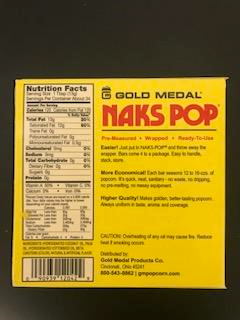 Nutrition Facts
Serving Size 1 Tbsp (13g)
Servings Per Container About 34
Amount Per Serving
Calories 120 Calories from Fat 120
% Daily Value*
Total Fat 13g 20%
Saturated Fat 12g 60%
Trans Fat 0g
Polyunsaturated Fat 0g
Monounsaturated Fat 0.5g
Cholesterol 0mg 0%
Sodium 0mg 0%
Total Carbohydrate 0g 0%
Dietary Fiber 0g 0%
Sugars 0g
Protein 0g
Vitamin A 50% • Vitamin C 0%
Calcium 0% • Iron 0%
GOLD MEDAL
NAKS POP
Pre-Measured • Wrapped • Ready-To-Use
Easier! Just put in NAKS-POP and throw away the
wrapper. Bars come 4 to a package. Easy to handle,
stack, store.
More Economical! Each bar seasons 12 to 16-ozs. of
popcorn. It's quick, neat, sanitary - no waste, no dripping,
no pre-melting, no messy equipment.
Higher Quality! Makes golden, better-tasting popcorn.
Always uniform in taste, aroma and coverage.
CAUTION: Overheating of any oil may cause fire. Reduce
heat if smoking occurs.
Distributed by:
Gold Medal Products Co.
Cincinnati, Ohio 45241
800-543-0862 | gmpopcorn.com